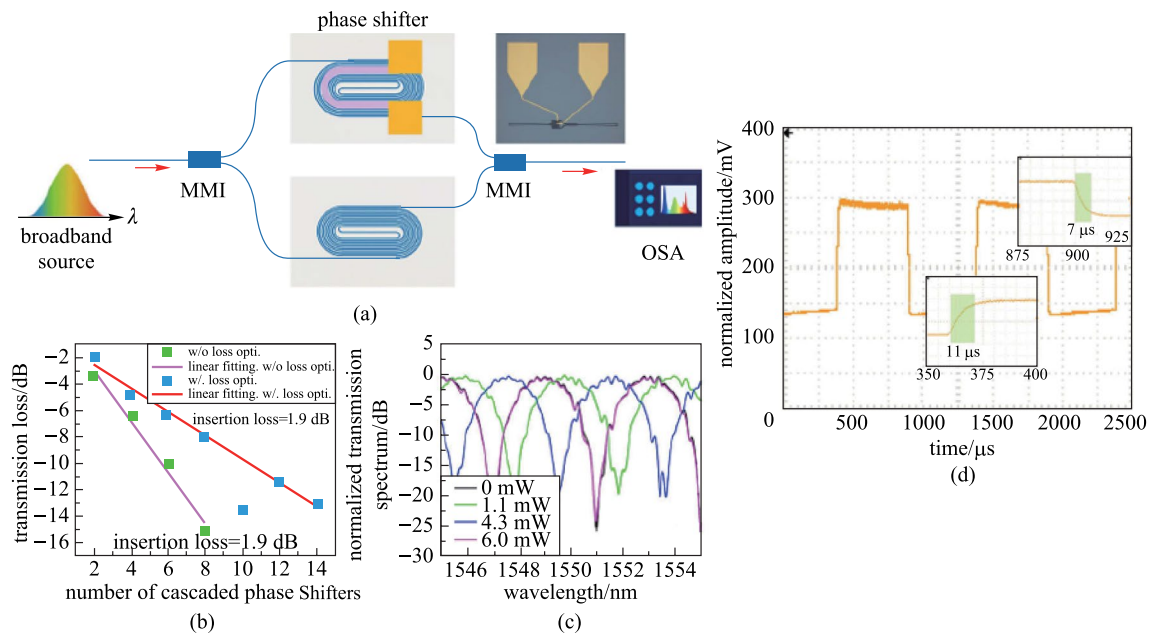 phase shifter
MMI
MMI
λ
broadband
source
OSA
(a)
transmission loss/dB
−2
−4
−6
−8
−10
−12
−14
−16
w/o loss opti.
linear fitting. w/o loss opti.
w/. loss opti.
linear fitting. w/. loss opti.
insertion loss=1.9 dB
insertion loss=1.9 dB
2 4 6 8 10 12 14
number of cascaded phase Shifters
(b)
normalized transmission
spectrum/dB
5
0
−5
−10
−15
−20
−25
−30
0 mW
1.1 mW
4.3 mW
6.0 mW
1546 1548 1550 1552 1554
wavelength/nm
(c)
normalized amplitude/mV
400
300
200
100
0
7 μs
875 900 925
11 μs
350 375 400
500 1000 1500 2000 2500
time/μs
(d)